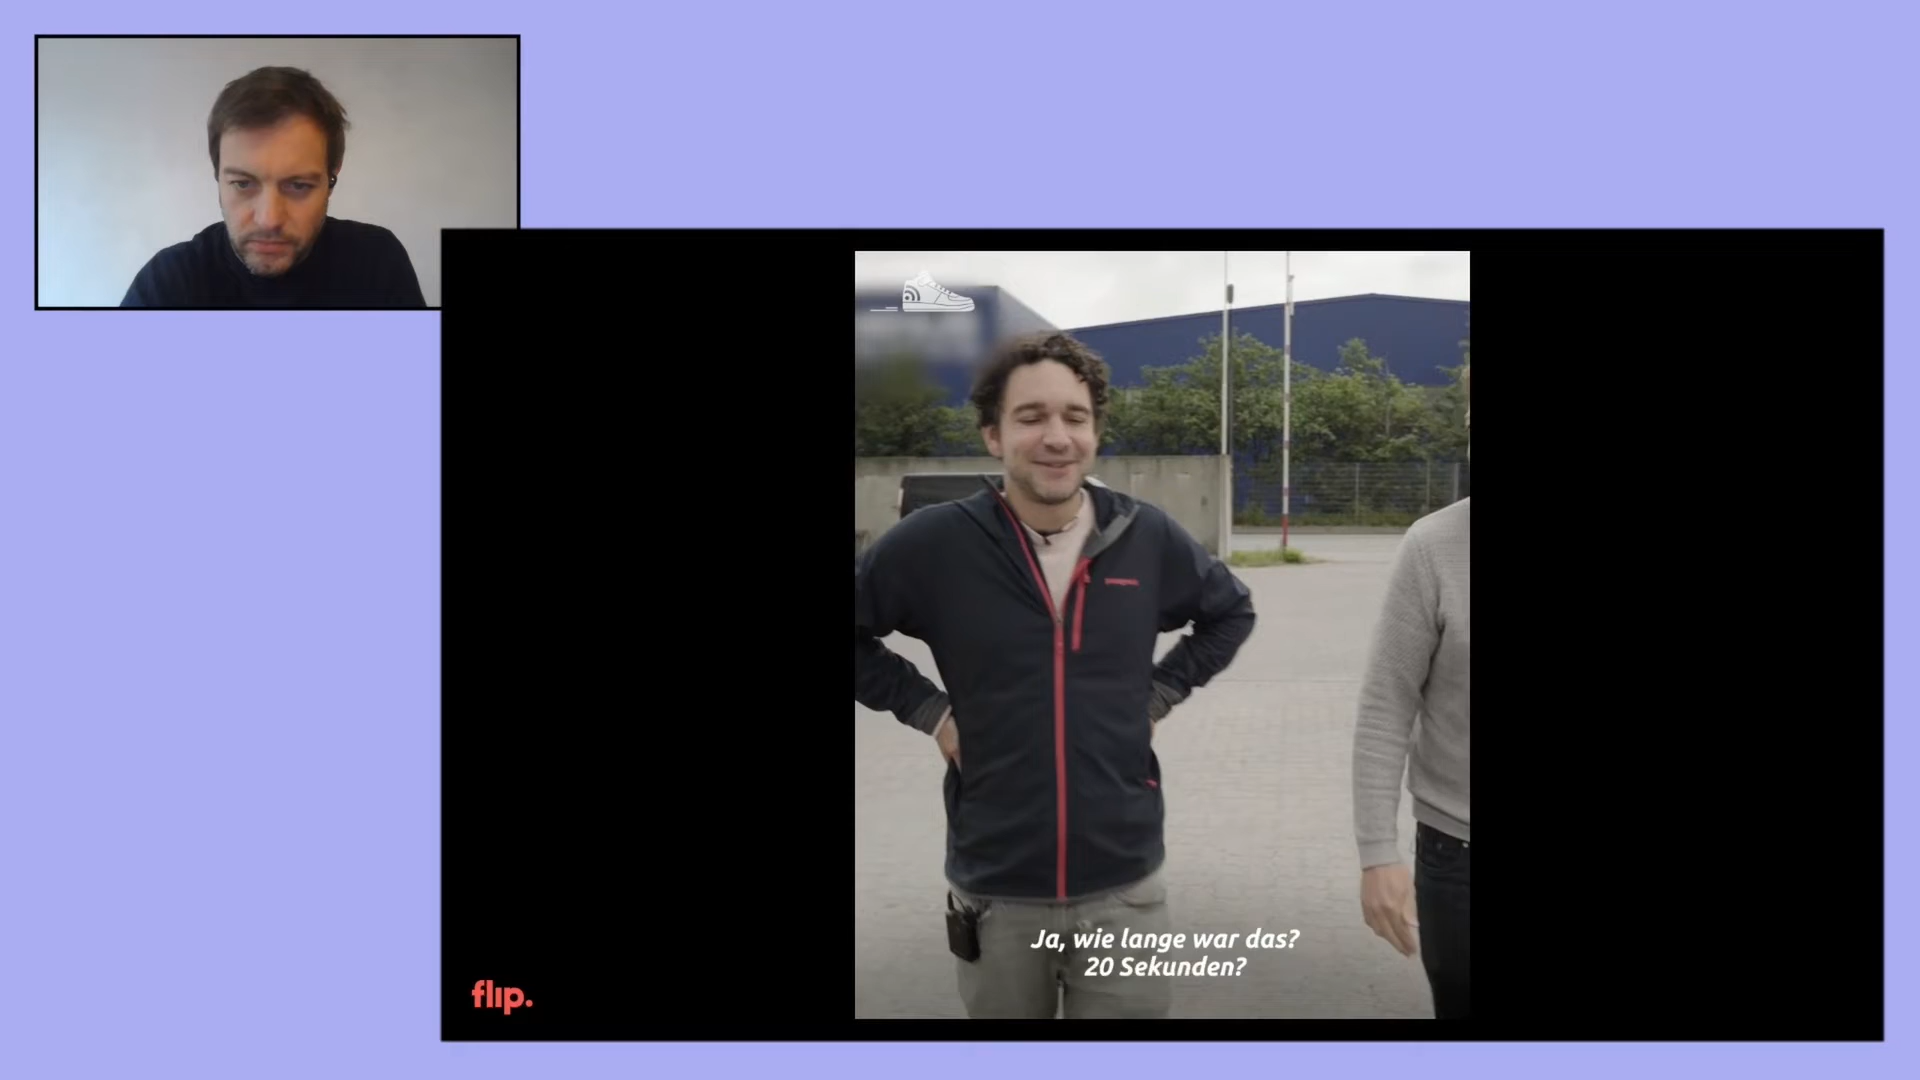 Ja, wie lange war das?
20 Sekunden?
flip.